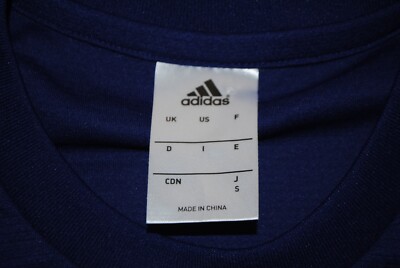 adidas
UK US F
D I E
CDN J
S
MADE IN CHINA